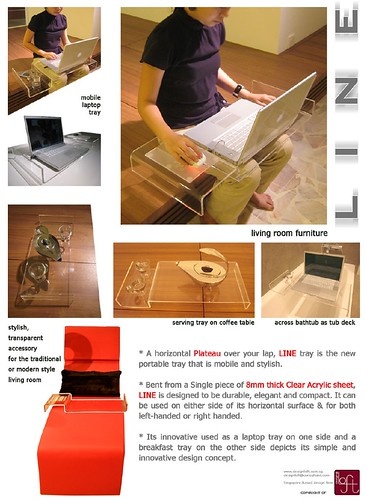 LINE
mobile
laptop
tray
living room furniture
serving tray on coffee table
across bathtub as tub deck
stylish,
transparent
accessory
for the traditional
or modern style
living room
* A horizontal Plateau over your lap, LINE tray is the new
portable tray that is mobile and stylish.
* Bent from a Single piece of 8mm thick Clear Acrylic sheet,
LINE is designed to be durable, elegant and compact. It can
be used on either side of its horizontal surface & for both
left-handed or right handed.
* Its innovative used as a laptop tray on one side and a
breakfast tray on the other side depicts its simple and
innovative design concept.
COPYRIGHT OF
loft